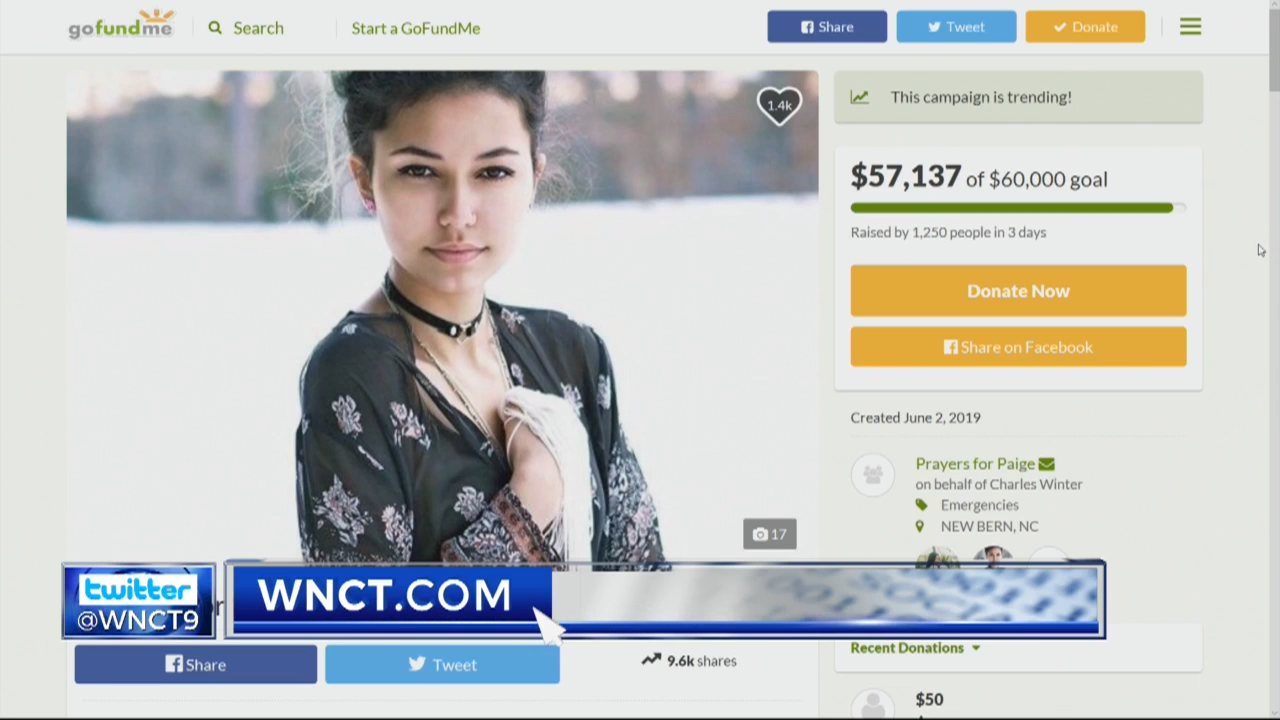 gofundme
Search
Start a GoFundMe
Share
Tweet
Donate
1.4k
This campaign is trending!
$57,137 of $60,000 goal
Raised by 1,250 people in 3 days
Donate Now
Share on Facebook
Created June 2, 2019
Prayers for Paige
on behalf of Charles Winter
Emergencies
NEW BERN, NC
17
twitter
@WNCT9
WNCT.COM
Share
Tweet
9.6k shares
Recent Donations
$50